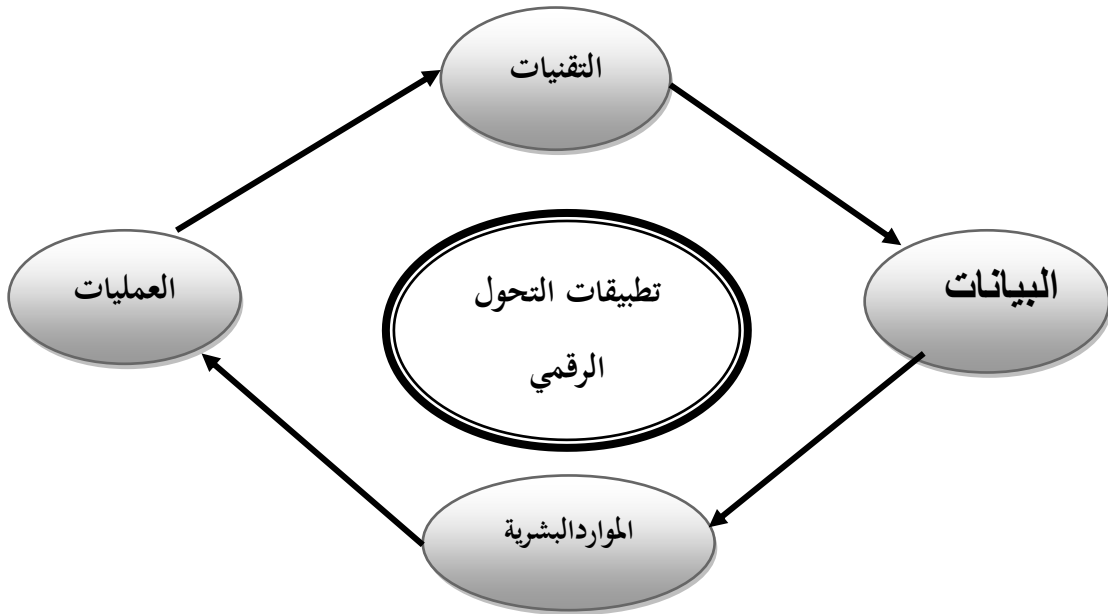 التقنيات
البيانات
العمليات
تطبيقات التحول
الرقمي
المواردالبشرية